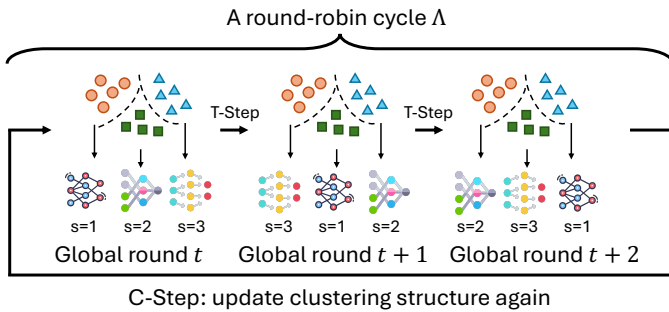 A round-robin cycle Λ
T-Step
T-Step
s=1 s=2 s=3
s=3 s=1 s=2
s=2 s=3 s=1
Global round t
Global round t + 1
Global round t + 2
C-Step: update clustering structure again